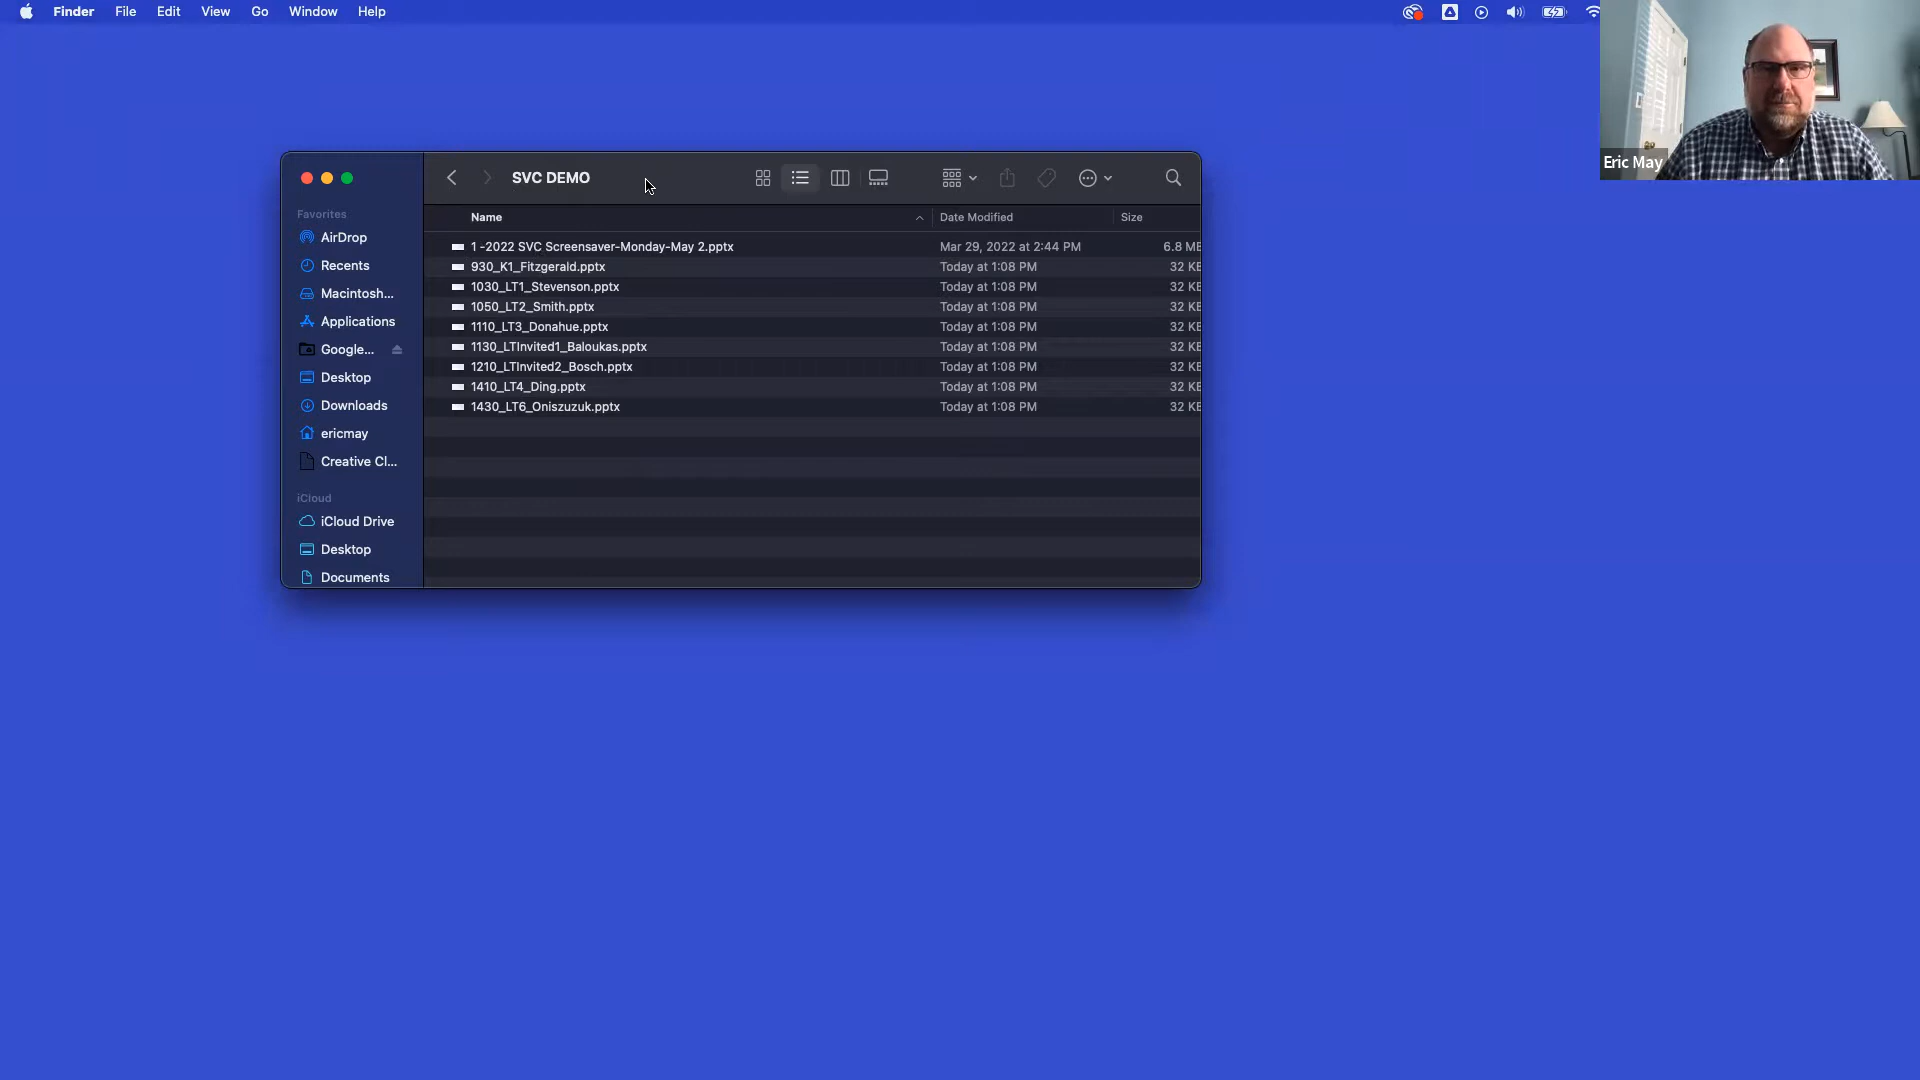 Finder File Edit View Go Window Help
Eric May
SVC DEMO
Favorites
AirDrop
Recents
Macintosh...
Applications
Google...
Desktop
Downloads
ericmay
Creative Cl...
iCloud
iCloud Drive
Desktop
Documents
Name Date Modified Size
1 -2022 SVC Screensaver-Monday-May 2.pptx Mar 29, 2022 at 2:44 PM 6.8 MB
930_K1_Fitzgerald.pptx Today at 1:08 PM 32 KB
1030_LT1_Stevenson.pptx Today at 1:08 PM 32 KB
1050_LT2_Smith.pptx Today at 1:08 PM 32 KB
1110_LT3_Donahue.pptx Today at 1:08 PM 32 KB
1130_LTInvited1_Baloukas.pptx Today at 1:08 PM 32 KB
1210_LTInvited2_Bosch.pptx Today at 1:08 PM 32 KB
1410_LT4_Ding.pptx Today at 1:08 PM 32 KB
1430_LT6_Oniszuzuk.pptx Today at 1:08 PM 32 KB